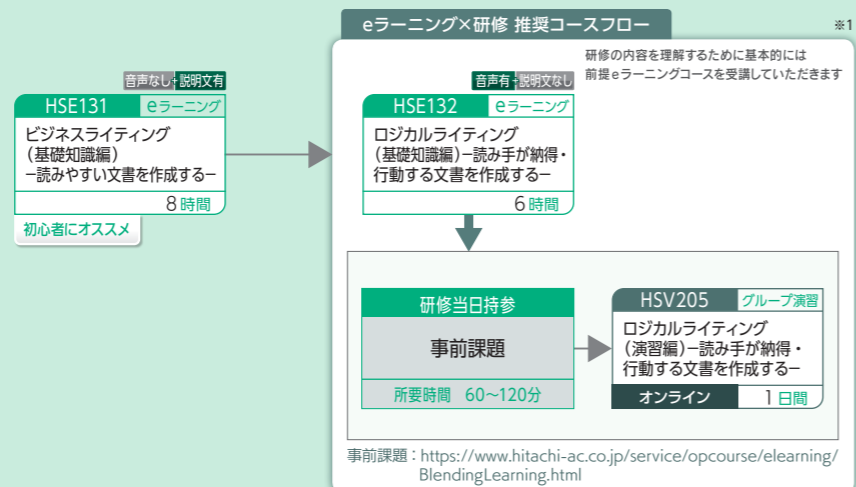 eラーニング×研修 推奨コースフロー
※1
研修の内容を理解するために基本的には
前提eラーニングコースを受講していただきます
音声なし+説明文有
HSE131 eラーニング
ビジネスライティング
(基礎知識編)
−読みやすい文書を作成する−
8時間
初心者にオススメ
音声有+説明文なし
HSE132 eラーニング
ロジカルライティング
(基礎知識編)−読み手が納得・
行動する文書を作成する−
6時間
研修当日持参
事前課題
所要時間 60〜120分
HSV205 グループ演習
ロジカルライティング
(演習編)−読み手が納得・
行動する文書を作成する−
オンライン 1日間
事前課題:https://www.hitachi-ac.co.jp/service/opcourse/elearning/
BlendingLearning.html